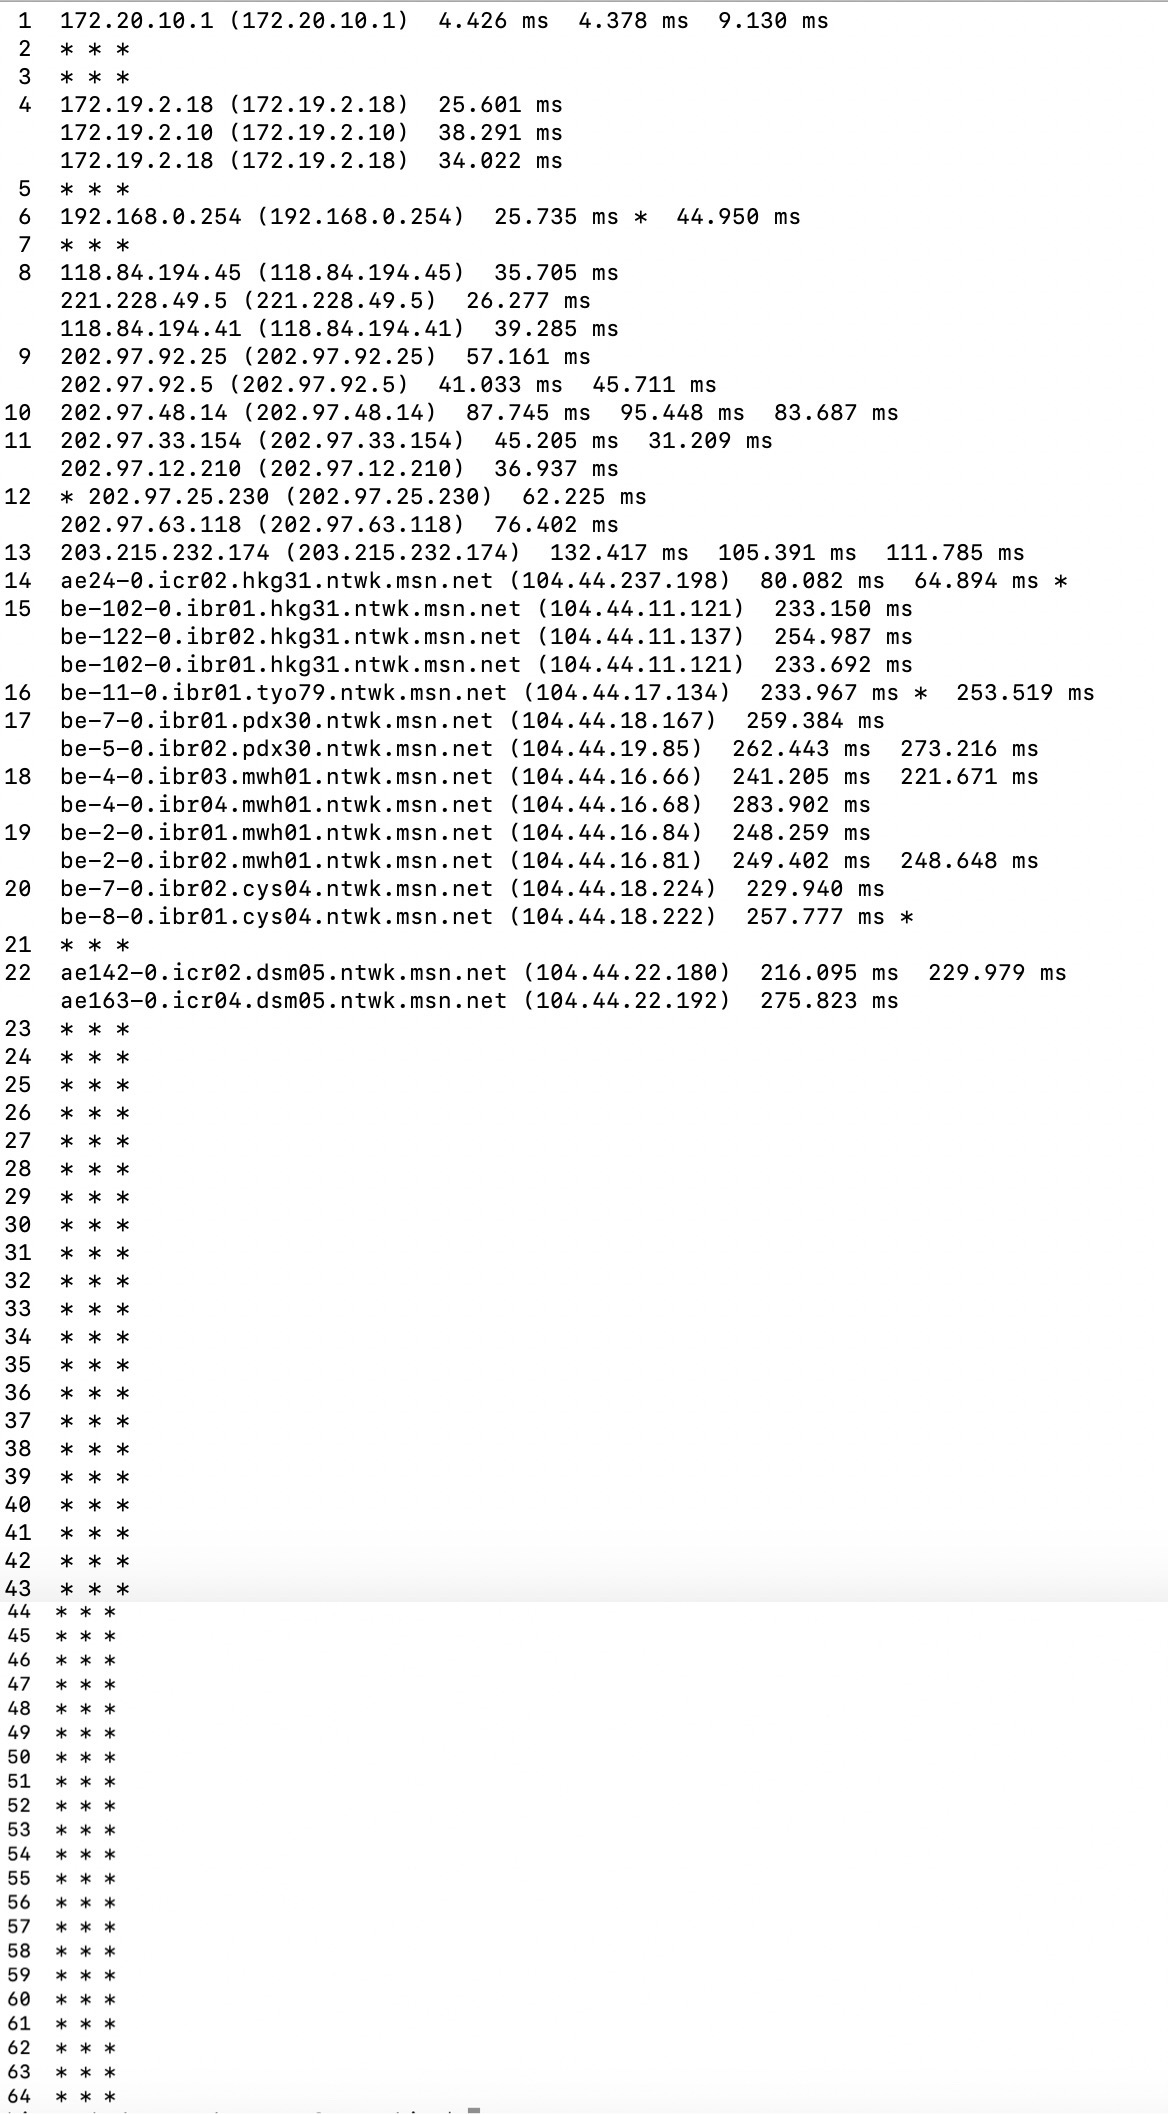 1 172.20.10.1 (172.20.10.1) 4.426 ms 4.378 ms 9.130 ms
2 * * *
3 * * *
4 172.19.2.18 (172.19.2.18) 25.601 ms
172.19.2.10 (172.19.2.10) 38.291 ms
172.19.2.18 (172.19.2.18) 34.022 ms
5 * * *
6 192.168.0.254 (192.168.0.254) 25.735 ms * 44.950 ms
7 * * *
8 118.84.194.45 (118.84.194.45) 35.705 ms
221.228.49.5 (221.228.49.5) 26.277 ms
118.84.194.41 (118.84.194.41) 39.285 ms
9 202.97.92.25 (202.97.92.25) 57.161 ms
202.97.92.5 (202.97.92.5) 41.033 ms 45.711 ms
10 202.97.48.14 (202.97.48.14) 87.745 ms 95.448 ms 83.687 ms
11 202.97.33.154 (202.97.33.154) 45.205 ms 31.209 ms
202.97.12.210 (202.97.12.210) 36.937 ms
12 * 202.97.25.230 (202.97.25.230) 62.225 ms
202.97.63.118 (202.97.63.118) 76.402 ms
13 203.215.232.174 (203.215.232.174) 132.417 ms 105.391 ms 111.785 ms
14 ae24-0.icr02.hkg31.ntwk.msn.net (104.44.237.198) 80.082 ms 64.894 ms *
15 be-102-0.ibr01.hkg31.ntwk.msn.net (104.44.11.121) 233.150 ms
be-122-0.ibr02.hkg31.ntwk.msn.net (104.44.11.137) 254.987 ms
be-102-0.ibr01.hkg31.ntwk.msn.net (104.44.11.121) 233.692 ms
16 be-11-0.ibr01.tyo79.ntwk.msn.net (104.44.17.134) 233.967 ms * 253.519 ms
17 be-7-0.ibr01.pdx30.ntwk.msn.net (104.44.18.167) 259.384 ms
be-5-0.ibr02.pdx30.ntwk.msn.net (104.44.19.85) 262.443 ms 273.216 ms
18 be-4-0.ibr03.mwh01.ntwk.msn.net (104.44.16.66) 241.205 ms 221.671 ms
be-4-0.ibr04.mwh01.ntwk.msn.net (104.44.16.68) 283.902 ms
19 be-2-0.ibr01.mwh01.ntwk.msn.net (104.44.16.84) 248.259 ms
be-2-0.ibr02.mwh01.ntwk.msn.net (104.44.16.81) 249.402 ms 248.648 ms
20 be-7-0.ibr02.cys04.ntwk.msn.net (104.44.18.224) 229.940 ms
be-8-0.ibr01.cys04.ntwk.msn.net (104.44.18.222) 257.777 ms *
21 * * *
22 ae142-0.icr02.dsm05.ntwk.msn.net (104.44.22.180) 216.095 ms 229.979 ms
ae163-0.icr04.dsm05.ntwk.msn.net (104.44.22.192) 275.823 ms
23 * * *
24 * * *
25 * * *
26 * * *
27 * * *
28 * * *
29 * * *
30 * * *
31 * * *
32 * * *
33 * * *
34 * * *
35 * * *
36 * * *
37 * * *
38 * * *
39 * * *
40 * * *
41 * * *
42 * * *
43 * * *
44 * * *
45 * * *
46 * * *
47 * * *
48 * * *
49 * * *
50 * * *
51 * * *
52 * * *
53 * * *
54 * * *
55 * * *
56 * * *
57 * * *
58 * * *
59 * * *
60 * * *
61 * * *
62 * * *
63 * * *
64 * * *